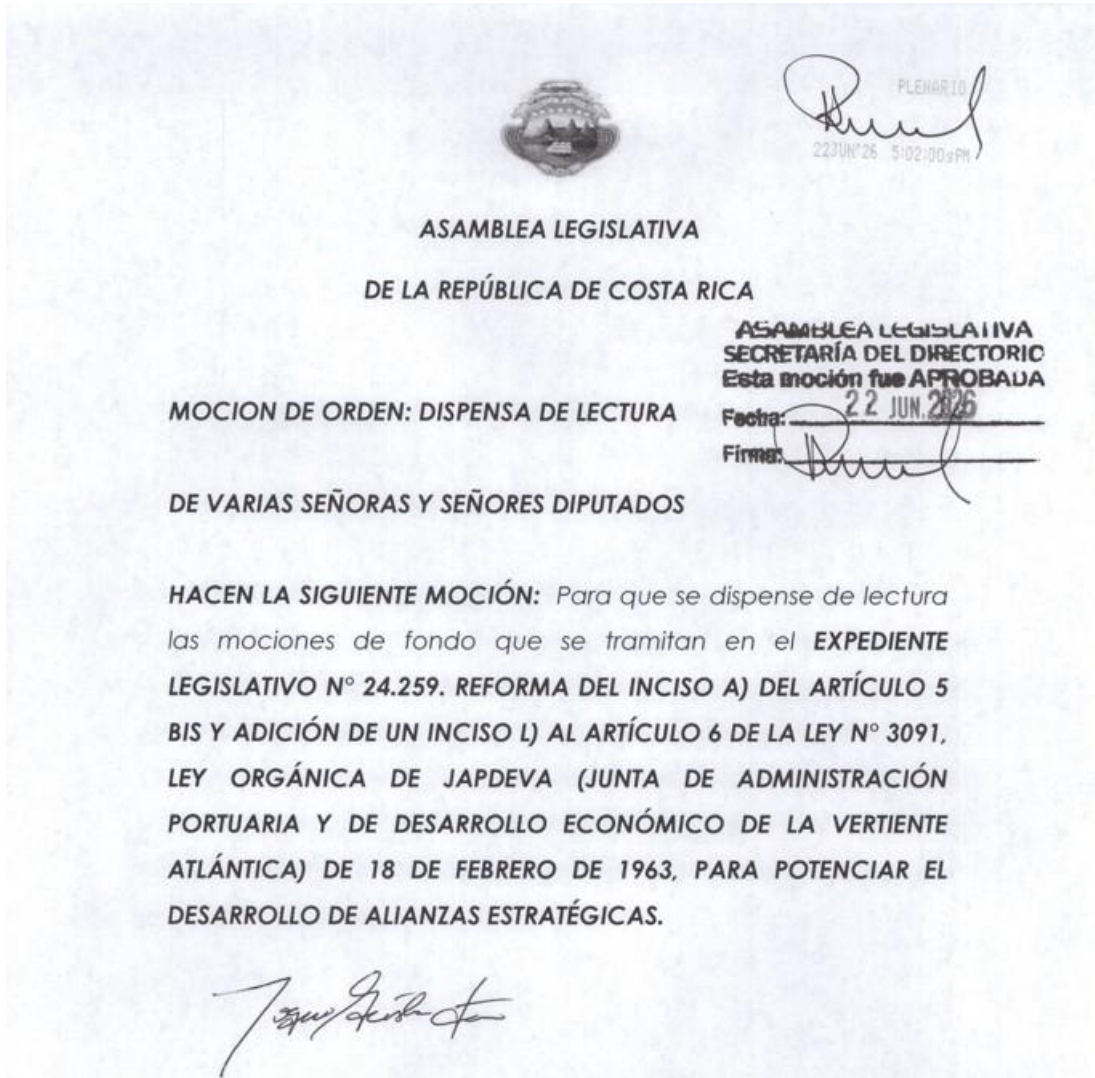 PLENARIO
22JUN'26 5:02:00sPM
ASAMBLEA LEGISLATIVA
DE LA REPÚBLICA DE COSTA RICA
ASAMBLEA LEGISLATIVA
SECRETARÍA DEL DIRECTORIO
Esta moción fue APROBADA
Fecha: 22 JUN. 2026
Firma:
MOCION DE ORDEN: DISPENSA DE LECTURA
DE VARIAS SEÑORAS Y SEÑORES DIPUTADOS
HACEN LA SIGUIENTE MOCIÓN: Para que se dispense de lectura
las mociones de fondo que se tramitan en el EXPEDIENTE
LEGISLATIVO N° 24.259. REFORMA DEL INCISO A) DEL ARTÍCULO 5
BIS Y ADICIÓN DE UN INCISO L) AL ARTÍCULO 6 DE LA LEY N° 3091,
LEY ORGÁNICA DE JAPDEVA (JUNTA DE ADMINISTRACIÓN
PORTUARIA Y DE DESARROLLO ECONÓMICO DE LA VERTIENTE
ATLÁNTICA) DE 18 DE FEBRERO DE 1963, PARA POTENCIAR EL
DESARROLLO DE ALIANZAS ESTRATÉGICAS.